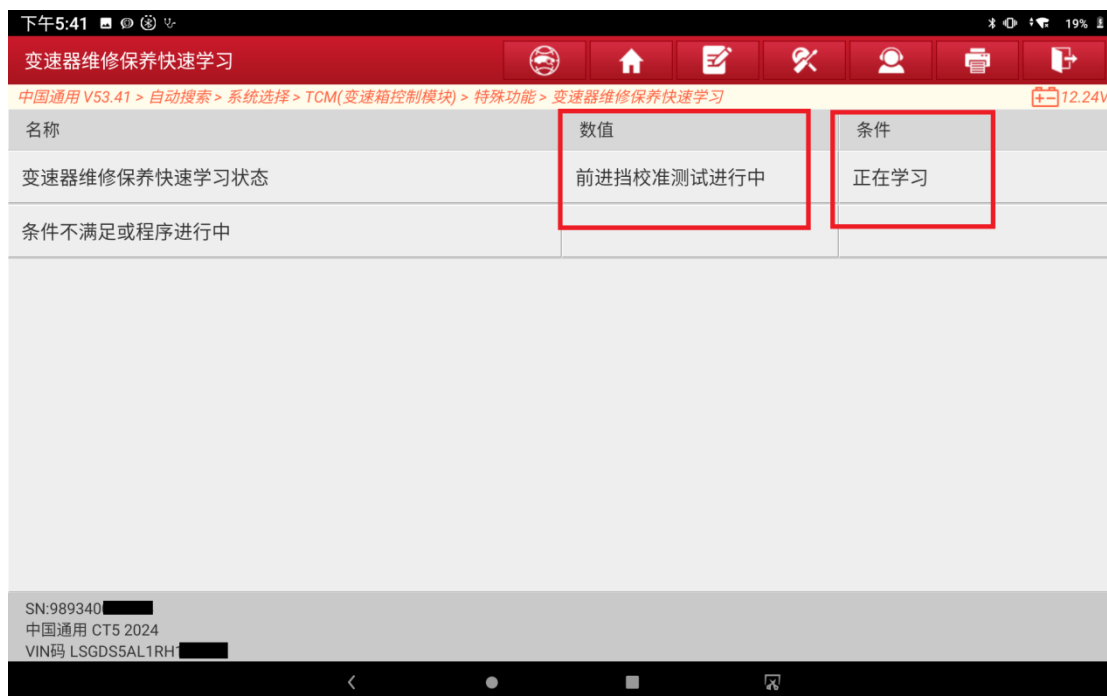 下午5:41 19%
变速器维修保养快速学习
中国通用 V53.41 > 自动搜索 > 系统选择 > TCM(变速箱控制模块) > 特殊功能 > 变速器维修保养快速学习 12.24V
名称 数值 条件
变速器维修保养快速学习状态 前进挡校准测试进行中 正在学习
条件不满足或程序进行中
SN:989340
中国通用 CT5 2024
VIN码 LSGDS5AL1RH1